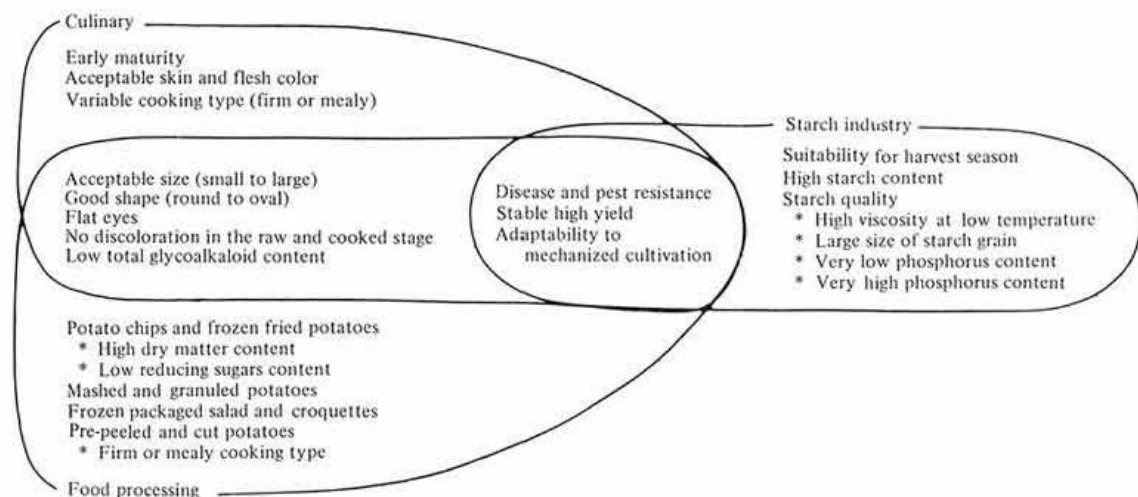 Culinary
Early maturity
Acceptable skin and flesh color
Variable cooking type (firm or mealy)
Acceptable size (small to large)
Good shape (round to oval)
Flat eyes
No discoloration in the raw and cooked stage
Low total glycoalkaloid content
Disease and pest resistance
Stable high yield
Adaptability to
mechanized cultivation
Starch industry
Suitability for harvest season
High starch content
Starch quality
* High viscosity at low temperature
* Large size of starch grain
* Very low phosphorus content
* Very high phosphorus content
Potato chips and frozen fried potatoes
* High dry matter content
* Low reducing sugars content
Mashed and granuled potatoes
Frozen packaged salad and croquettes
Pre-peeled and cut potatoes
* Firm or mealy cooking type
Food processing